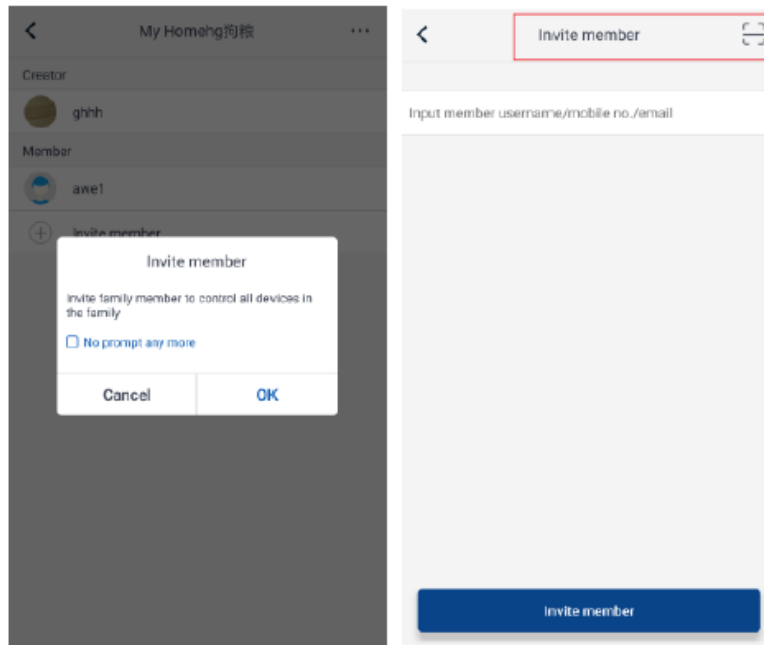 My Homehg狗粮
Creator
ghhh
Member
awe1
Invite member
Invite member
Invite family member to control all devices in
the family
No prompt any more
Cancel
OK
Invite member
Input member username/mobile no./email
Invite member